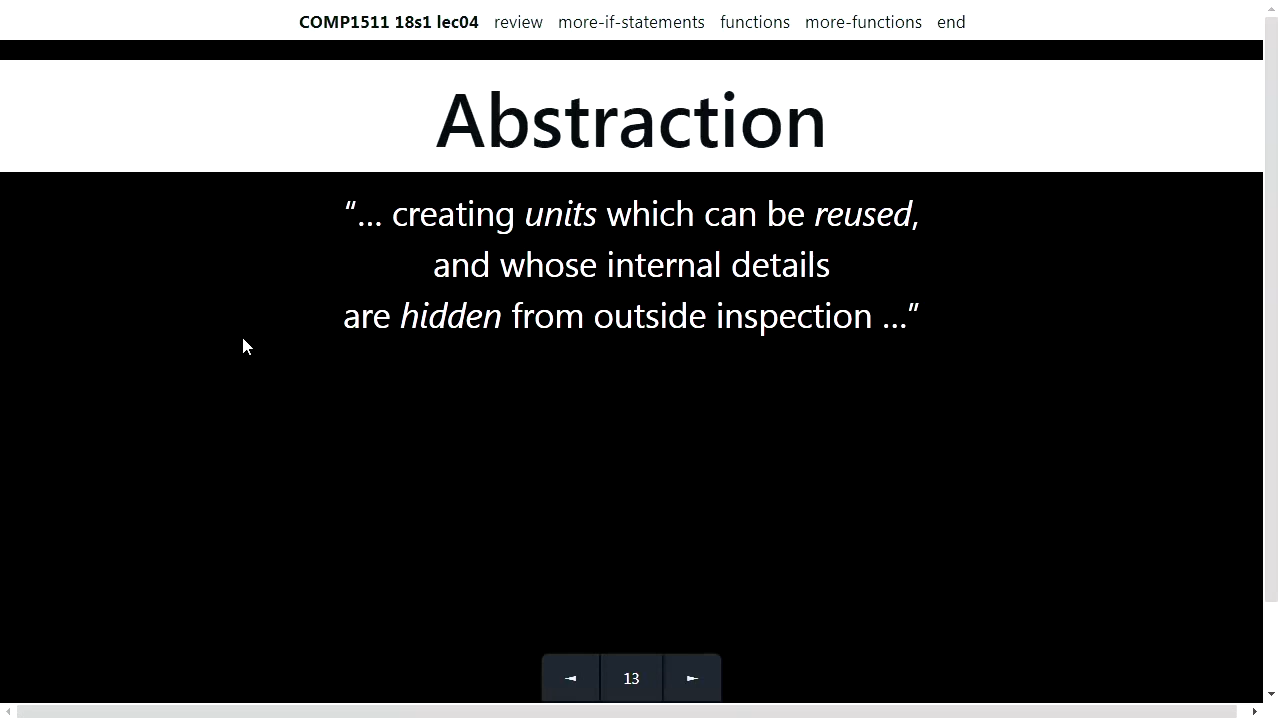 COMP1511 18s1 lec04 review more-if-statements functions more-functions end
Abstraction
“... creating units which can be reused,
and whose internal details
are hidden from outside inspection ...”
13